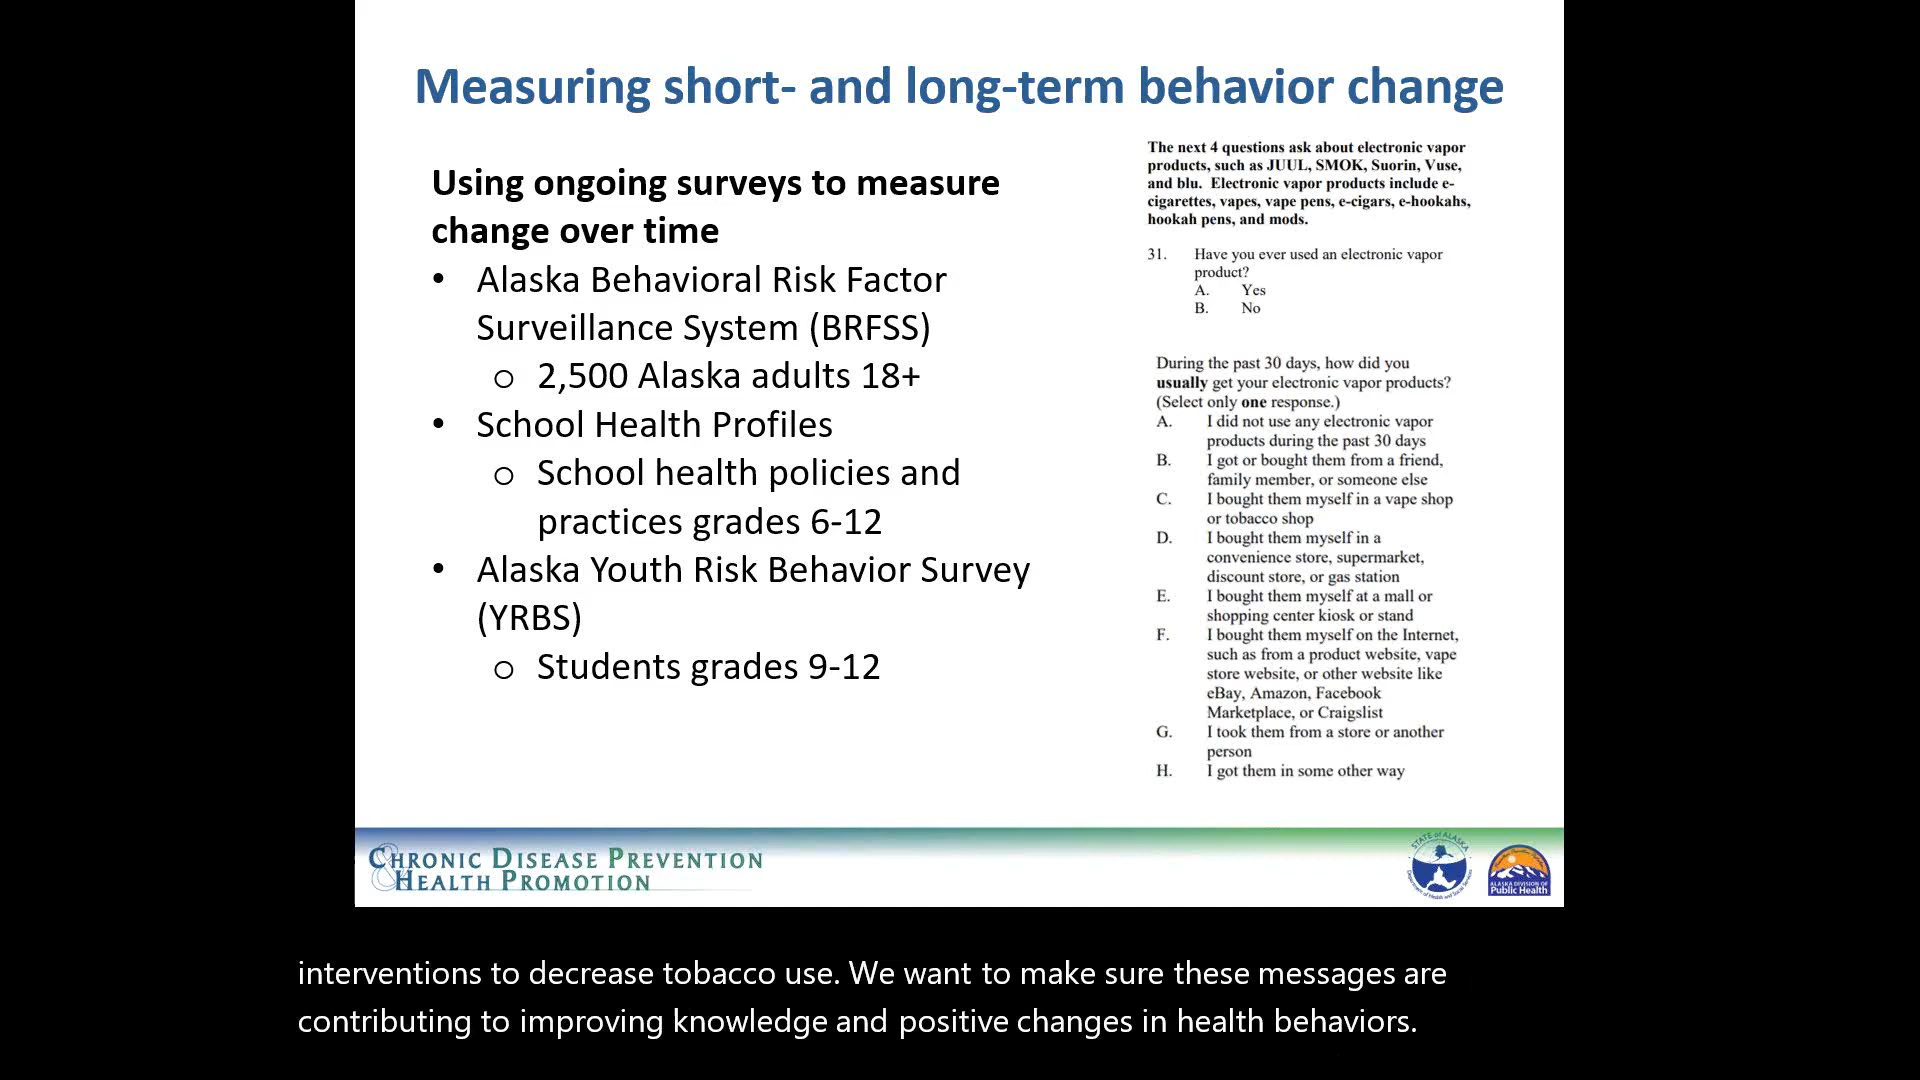 Measuring short- and long-term behavior change
Using ongoing surveys to measure
change over time
• Alaska Behavioral Risk Factor
Surveillance System (BRFSS)
o 2,500 Alaska adults 18+
• School Health Profiles
o School health policies and
practices grades 6-12
• Alaska Youth Risk Behavior Survey
(YRBS)
o Students grades 9-12
The next 4 questions ask about electronic vapor
products, such as JUUL, SMOK, Suorin, Vuse,
and blu. Electronic vapor products include e-
cigarettes, vapes, vape pens, e-cigars, e-hookahs,
hookah pens, and mods.
31. Have you ever used an electronic vapor
product?
A. Yes
B. No
During the past 30 days, how did you
usually get your electronic vapor products?
(Select only one response.)
A. I did not use any electronic vapor
products during the past 30 days
B. I got or bought them from a friend,
family member, or someone else
C. I bought them myself in a vape shop
or tobacco shop
D. I bought them myself in a
convenience store, supermarket,
discount store, or gas station
E. I bought them myself at a mall or
shopping center kiosk or stand
F. I bought them myself on the Internet,
such as from a product website, vape
store website, or other website like
eBay, Amazon, Facebook
Marketplace, or Craigslist
G. I took them from a store or another
person
H. I got them in some other way
CHRONIC DISEASE PREVENTION
& HEALTH PROMOTION
STATE of ALASKA
Department of Health and Social Services
ALASKA DIVISION OF
Public Health
interventions to decrease tobacco use. We want to make sure these messages are
contributing to improving knowledge and positive changes in health behaviors.